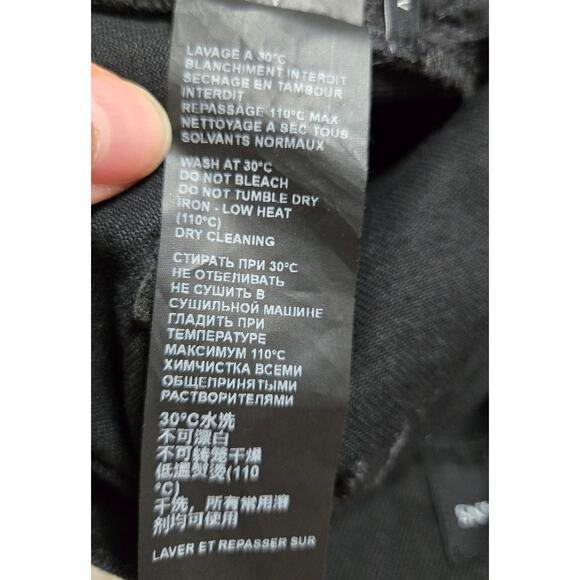 LAVAGE A 30°C
BLANCHIMENT INTERDIT
SECHAGE EN TAMBOUR
INTERDIT
REPASSAGE 110°C MAX
NETTOYAGE A SEC TOUS
SOLVANTS NORMAUX
WASH AT 30°C
DO NOT BLEACH
DO NOT TUMBLE DRY
IRON - LOW HEAT
(110°C)
DRY CLEANING
СТИРАТЬ ПРИ 30°C
НЕ ОТБЕЛИВАТЬ
НЕ СУШИТЬ В
СУШИЛЬНОЙ МАШИНЕ
ГЛАДИТЬ ПРИ
ТЕМПЕРАТУРЕ
МАКСИМУМ 110°C
ХИМЧИСТКА ВСЕМИ
ОБЩЕПРИНЯТЫМИ
РАСТВОРИТЕЛЯМИ
30°C水洗
不可漂白
不可转笼干燥
低温熨烫(110
°C)
干洗，所有常用溶
剂均可使用
LAVER ET REPASSER SUR